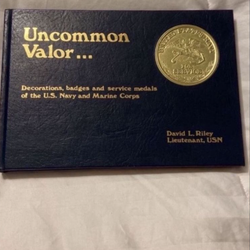 Uncommon
Valor...
Decorations, badges and service medals
of the U.S. Navy and Marine Corps
David L. Riley
Lieutenant, USN